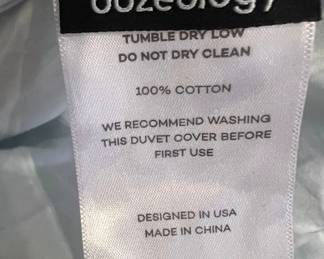 oozeology
TUMBLE DRY LOW
DO NOT DRY CLEAN
100% COTTON
WE RECOMMEND WASHING
THIS DUVET COVER BEFORE
FIRST USE
DESIGNED IN USA
MADE IN CHINA